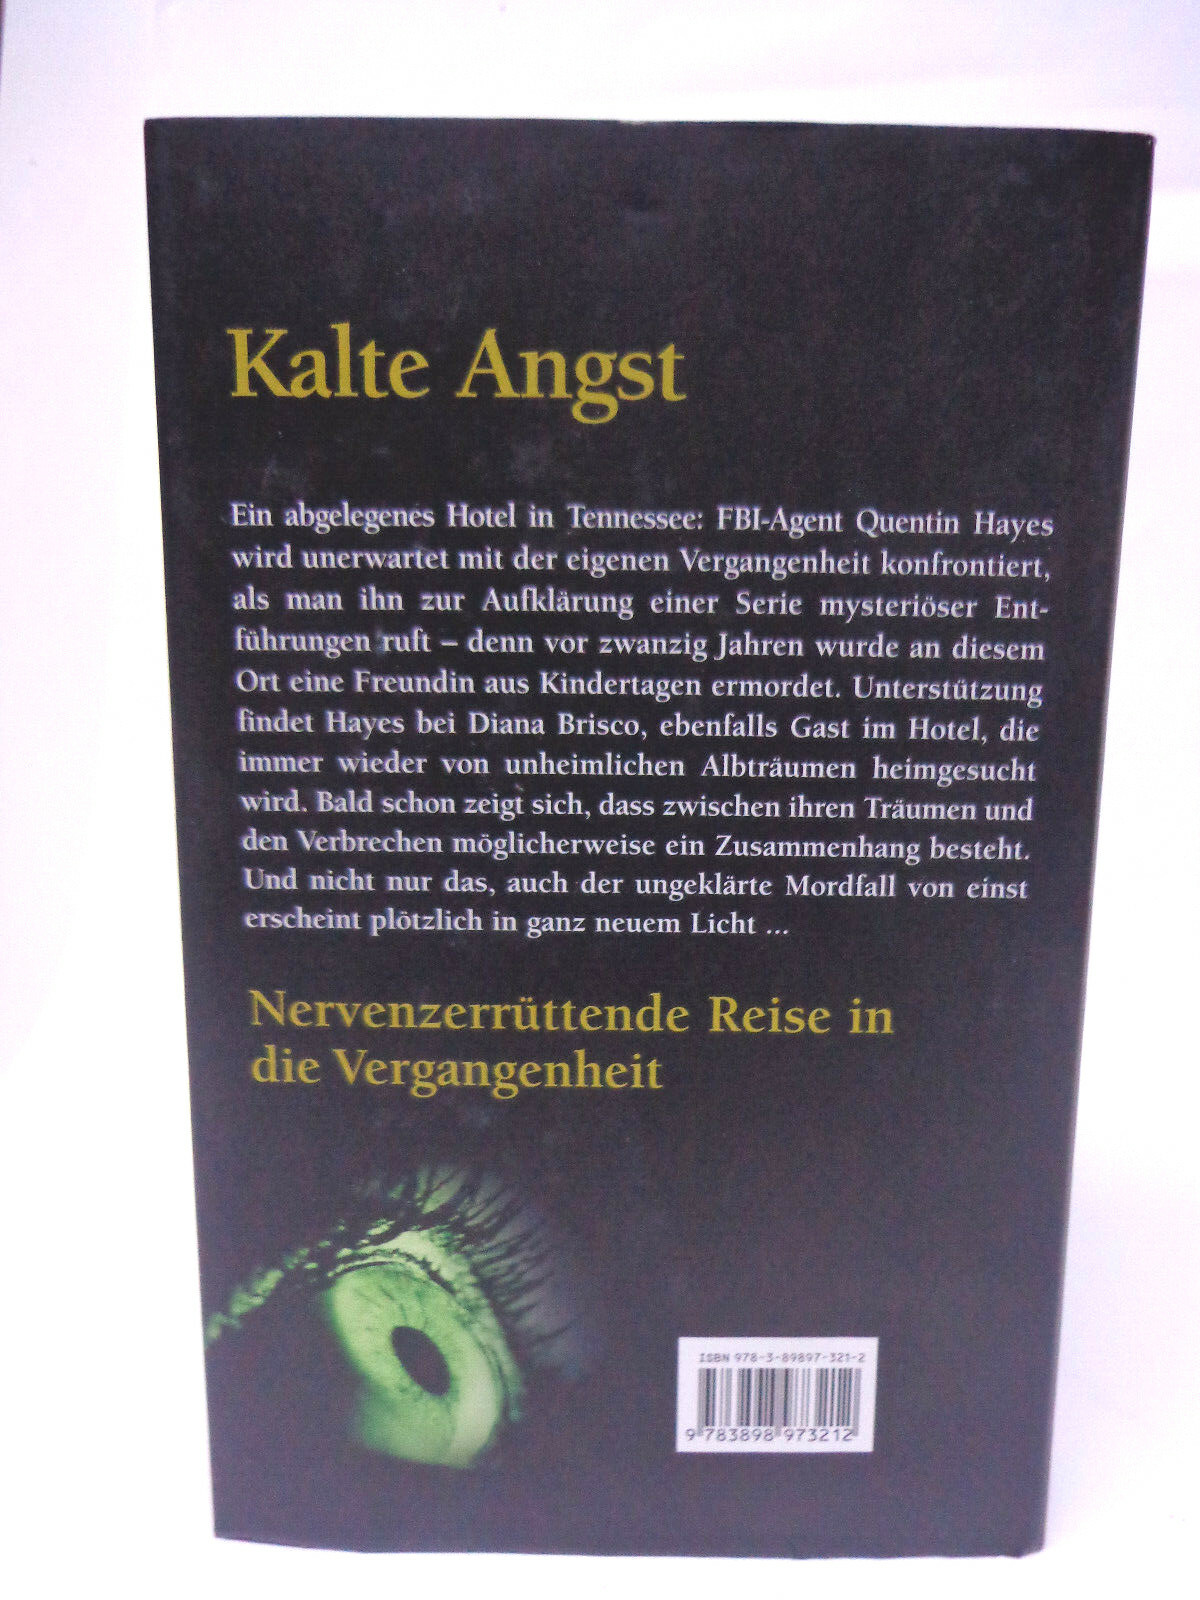 Kalte Angst
Ein abgelegenes Hotel in Tennessee: FBI-Agent Quentin Hayes
wird unerwartet mit der eigenen Vergangenheit konfrontiert,
als man ihn zur Aufklärung einer Serie mysteriöser Ent-
führungen ruft – denn vor zwanzig Jahren wurde an diesem
Ort eine Freundin aus Kindertagen ermordet. Unterstützung
findet Hayes bei Diana Brisco, ebenfalls Gast im Hotel, die
immer wieder von unheimlichen Albträumen heimgesucht
wird. Bald schon zeigt sich, dass zwischen ihren Träumen und
den Verbrechen möglicherweise ein Zusammenhang besteht.
Und nicht nur das, auch der ungeklärte Mordfall von einst
erscheint plötzlich in ganz neuem Licht ...
Nervenzerrüttende Reise in
die Vergangenheit
ISBN 978-3-89897-321-2
9 783898 973212